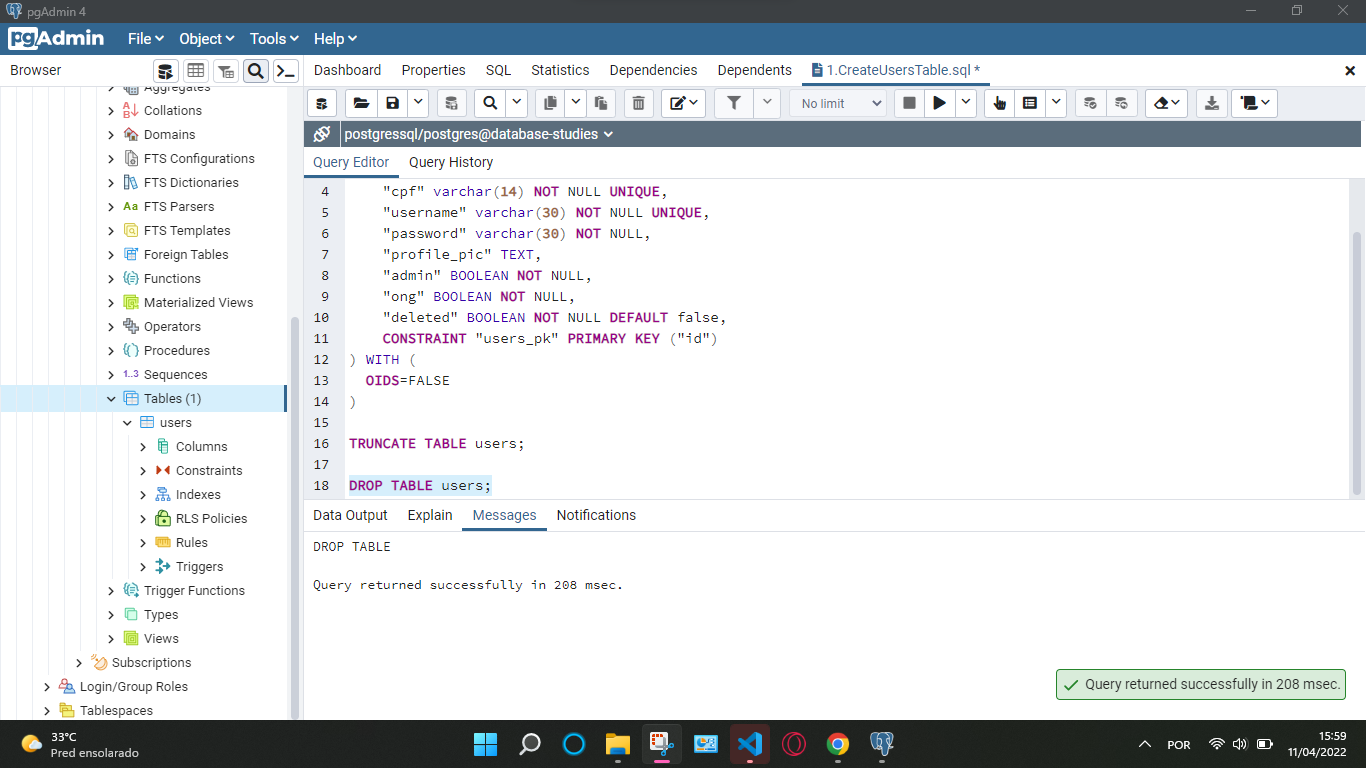 pgAdmin 4
pgAdmin File Object Tools Help
Browser
Dashboard Properties SQL Statistics Dependencies Dependents 1.CreateUsersTable.sql *
No limit
postgressql/postgres@database-studies
Query Editor Query History
Aggregates
Collations
Domains
FTS Configurations
FTS Dictionaries
Aa FTS Parsers
FTS Templates
Foreign Tables
Functions
Materialized Views
Operators
Procedures
1..3 Sequences
Tables (1)
users
Columns
Constraints
Indexes
RLS Policies
Rules
Triggers
Trigger Functions
Types
Views
Subscriptions
Login/Group Roles
Tablespaces
4 "cpf" varchar(14) NOT NULL UNIQUE,
5 "username" varchar(30) NOT NULL UNIQUE,
6 "password" varchar(30) NOT NULL,
7 "profile_pic" TEXT,
8 "admin" BOOLEAN NOT NULL,
9 "ong" BOOLEAN NOT NULL,
10 "deleted" BOOLEAN NOT NULL DEFAULT false,
11 CONSTRAINT "users_pk" PRIMARY KEY ("id")
12 ) WITH (
13 OIDS=FALSE
14 )
15
16 TRUNCATE TABLE users;
17
18 DROP TABLE users;
Data Output Explain Messages Notifications
DROP TABLE
Query returned successfully in 208 msec.
Query returned successfully in 208 msec.
33°C
Pred ensolarado
POR
15:59
11/04/2022